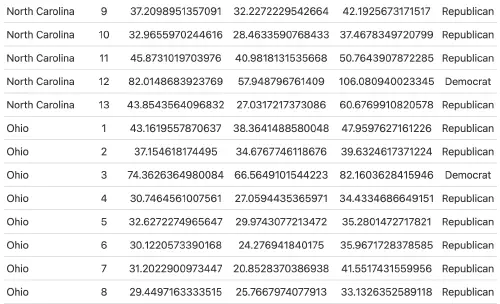 North Carolina 9 37.2098951357091 32.2272229542664 42.1925673171517 Republican
North Carolina 10 32.9655970244616 28.4633590768433 37.4678349720799 Republican
North Carolina 11 45.8731019703976 40.9818131535668 50.7643907872285 Republican
North Carolina 12 82.0148683923769 57.948796761409 106.080940023345 Democrat
North Carolina 13 43.8543564096832 27.0317217373086 60.6769910820578 Republican
Ohio 1 43.1619557870637 38.3641488580048 47.9597627161226 Republican
Ohio 2 37.154618174495 34.6767746118676 39.6324617371224 Republican
Ohio 3 74.3626364980084 66.5649101544223 82.1603628415946 Democrat
Ohio 4 30.7464561007561 27.0594435365971 34.4334686649151 Republican
Ohio 5 32.6272274965647 29.9743077213472 35.2801472717821 Republican
Ohio 6 30.1220573390168 24.276941840175 35.9671728378585 Republican
Ohio 7 31.2022900973447 20.8528370386938 41.5517431559956 Republican
Ohio 8 29.4497163333515 25.7667974077913 33.1326352589118 Republican